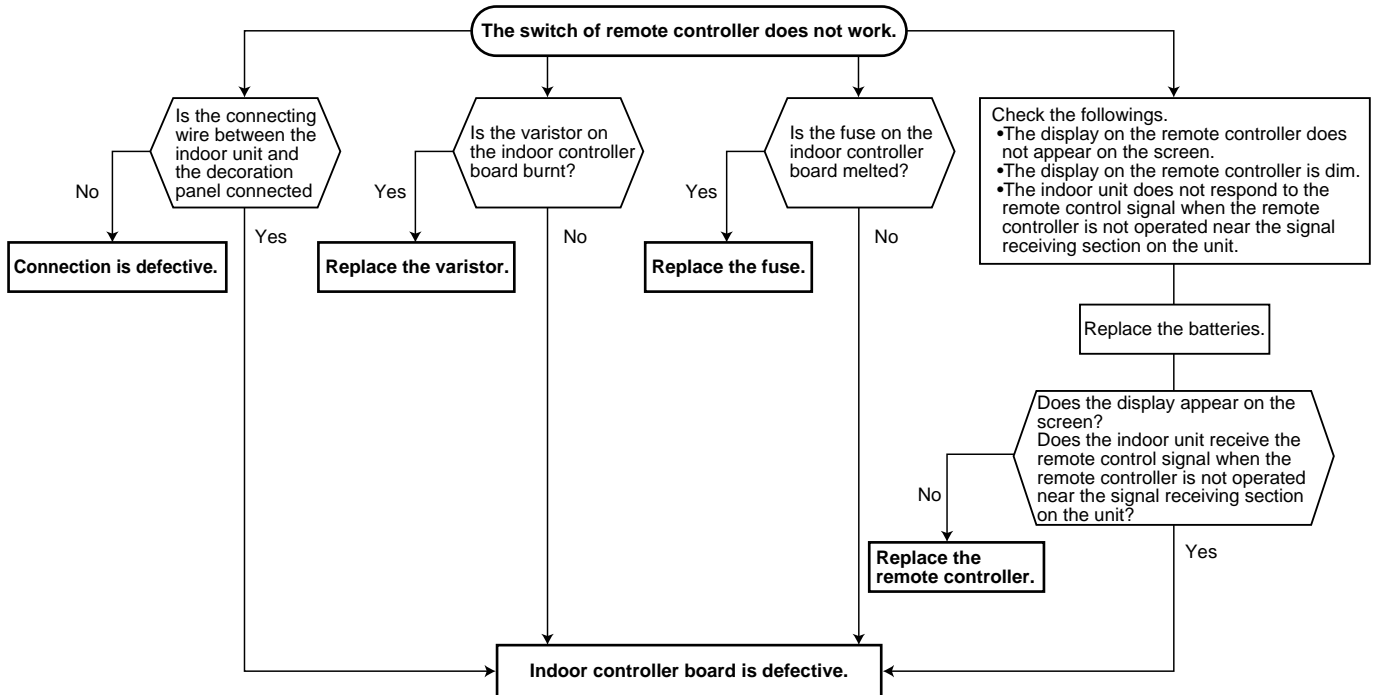 The switch of remote controller does not work.
Is the connecting
wire between the
indoor unit and
the decoration
panel connected
No
Yes
Connection is defective.
Is the varistor on
the indoor controller
board burnt?
Yes
No
Replace the varistor.
Is the fuse on the
indoor controller
board melted?
Yes
No
Replace the fuse.
Check the followings.
•The display on the remote controller does
not appear on the screen.
•The display on the remote controller is dim.
•The indoor unit does not respond to the
remote control signal when the remote
controller is not operated near the signal
receiving section on the unit.
Replace the batteries.
Does the display appear on the
screen?
Does the indoor unit receive the
remote control signal when the
remote controller is not operated
near the signal receiving section
on the unit?
No
Yes
Replace the
remote controller.
Indoor controller board is defective.